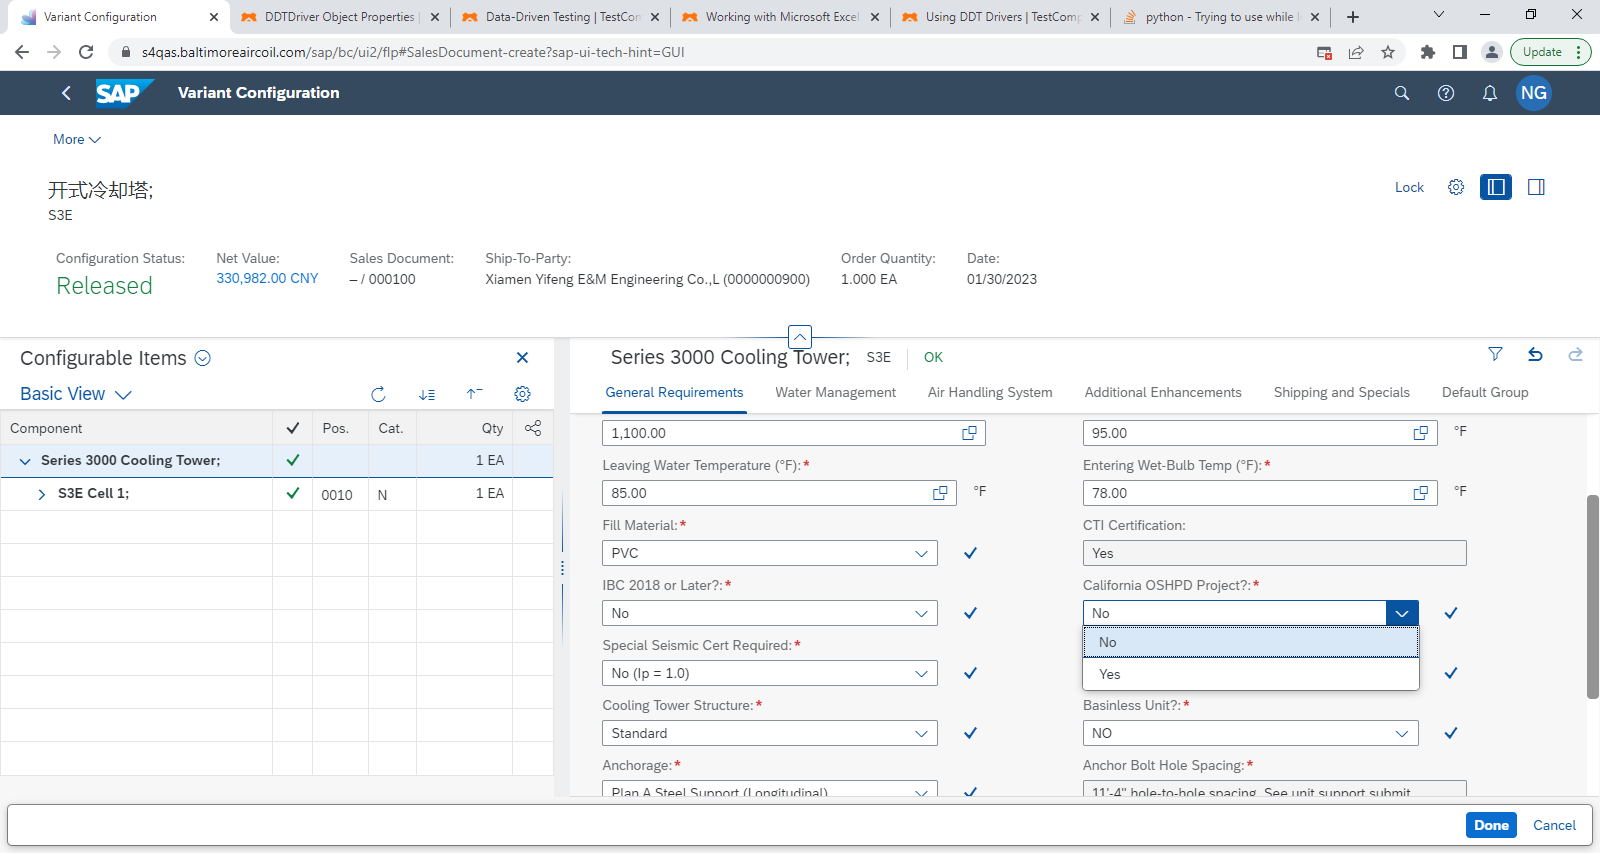 Variant Configuration
DDTDriver Object Properties
Data-Driven Testing | TestCom
Working with Microsoft Excel
Using DDT Drivers | TestComp
python - Trying to use while l
s4qas.baltimoreaircoil.com/sap/bc/ui2/flp#SalesDocument-create?sap-ui-tech-hint=GUI
Update
SAP
Variant Configuration
NG
More
开式冷却塔;
S3E
Lock
Configuration Status:
Released
Net Value:
330,982.00 CNY
Sales Document:
– / 000100
Ship-To-Party:
Xiamen Yifeng E&M Engineering Co.,L (0000000900)
Order Quantity:
1.000 EA
Date:
01/30/2023
Configurable Items
Basic View
Component
Pos.
Cat.
Qty
Series 3000 Cooling Tower;
1 EA
S3E Cell 1;
0010
N
1 EA
Series 3000 Cooling Tower;
S3E
OK
General Requirements
Water Management
Air Handling System
Additional Enhancements
Shipping and Specials
Default Group
1,100.00
95.00
°F
Leaving Water Temperature (°F):*
85.00
°F
Entering Wet-Bulb Temp (°F):*
78.00
°F
Fill Material:*
PVC
CTI Certification:
Yes
IBC 2018 or Later?:*
No
California OSHPD Project?:*
No
No
Yes
Special Seismic Cert Required:*
No (Ip = 1.0)
Cooling Tower Structure:*
Standard
Basinless Unit?:*
NO
Anchorage:*
Plan A Steel Support (Longitudinal)
Anchor Bolt Hole Spacing:*
11'-4" hole-to-hole spacing. See unit support submit
Done
Cancel